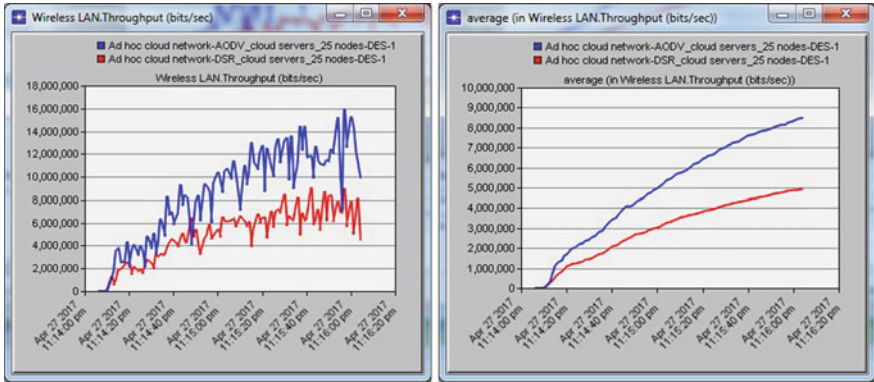 Wireless LAN.Throughput (bits/sec)
Ad hoc cloud network-AODV_cloud servers_25 nodes-DES-1
Ad hoc cloud network-DSR_cloud servers_25 nodes-DES-1
Wireless LAN.Throughput (bits/sec)
18,000,000
16,000,000
14,000,000
12,000,000
10,000,000
8,000,000
6,000,000
4,000,000
2,000,000
Apr 27 2017
11:14:00 pm
Apr 27 2017
11:14:20 pm
Apr 27 2017
11:14:40 pm
Apr 27 2017
11:15:00 pm
Apr 27 2017
11:15:20 pm
Apr 27 2017
11:15:40 pm
Apr 27 2017
11:16:00 pm
Apr 27 2017
11:16:20 pm
average (in Wireless LAN.Throughput (bits/sec))
Ad hoc cloud network-AODV_cloud servers_25 nodes-DES-1
Ad hoc cloud network-DSR_cloud servers_25 nodes-DES-1
average (in Wireless LAN.Throughput (bits/sec))
10,000,000
9,000,000
8,000,000
7,000,000
6,000,000
5,000,000
4,000,000
3,000,000
2,000,000
1,000,000
Apr 27 2017
11:14:00 pm
Apr 27 2017
11:14:20 pm
Apr 27 2017
11:14:40 pm
Apr 27 2017
11:15:00 pm
Apr 27 2017
11:15:20 pm
Apr 27 2017
11:15:40 pm
Apr 27 2017
11:16:00 pm
Apr 27 2017
11:16:20 pm